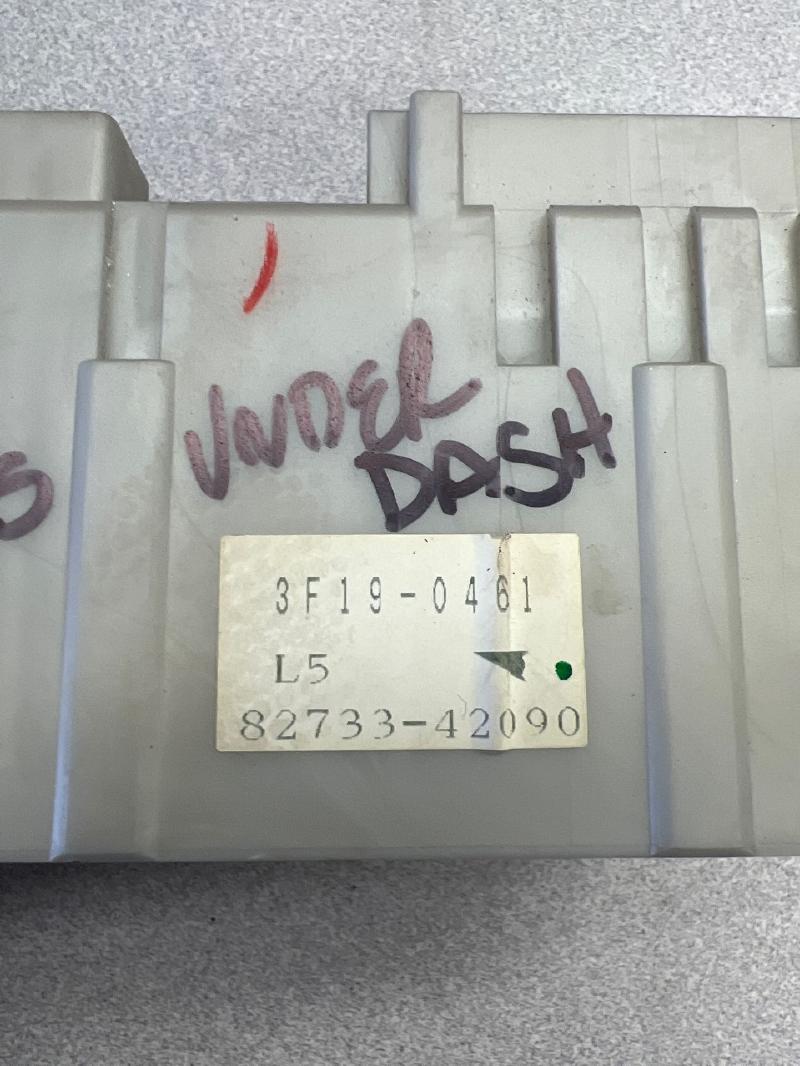 UNDER
DASH
S
3F19-0461
L5
82733-42090